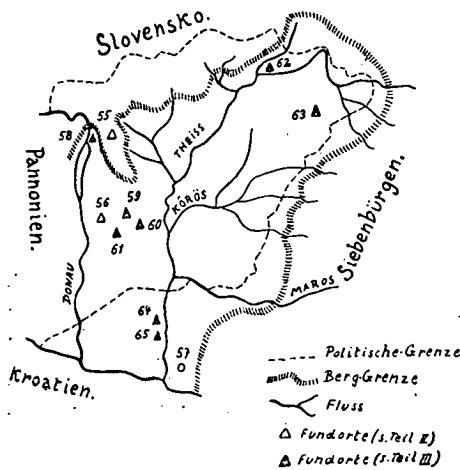 Slovensko.
62
55
58
63
THEISS
Pannonien.
Siebenbürgen.
59
56
60
KÖRÖS
61
DONAU
MAROS
64
65
57
Kroatien.
Politische-Grenze
Berg-Grenze
Fluss
Fundorte (s. Teil II)
Fundorte (s. Teil III)